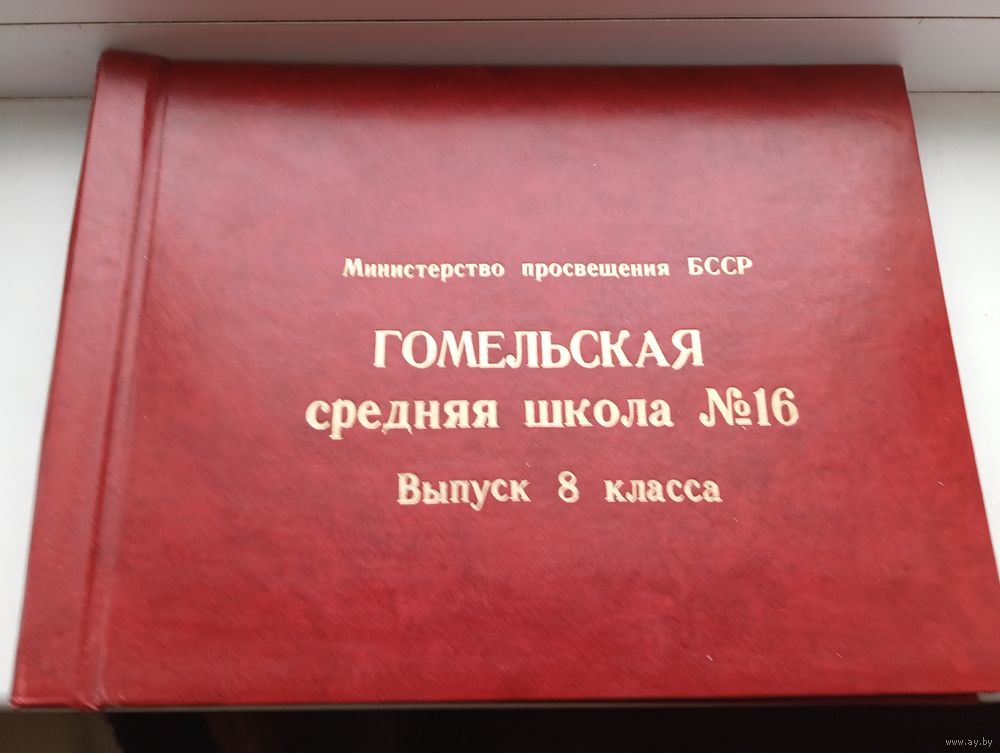 Министерство просвещения БССР
ГОМЕЛЬСКАЯ
средняя школа №16
Выпуск 8 класса
www.ay.by